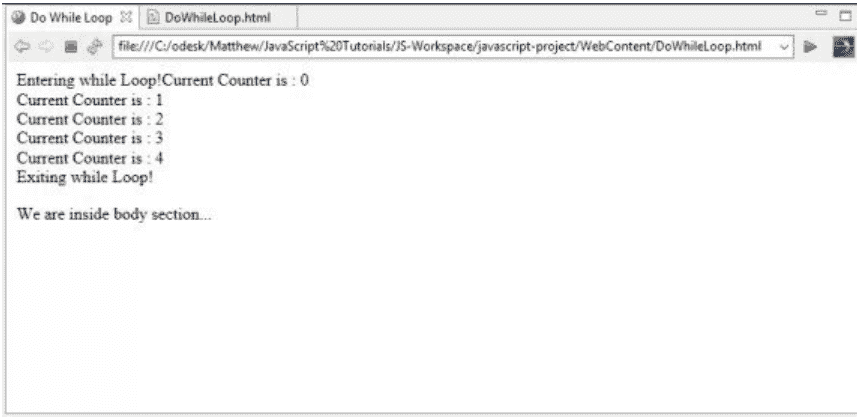 Do While Loop
DoWhileLoop.html
file:///C:/odesk/Matthew/JavaScript%20Tutorials/JS-Workspace/javascript-project/WebContent/DoWhileLoop.html
Entering while Loop!Current Counter is : 0
Current Counter is : 1
Current Counter is : 2
Current Counter is : 3
Current Counter is : 4
Exiting while Loop!
We are inside body section...